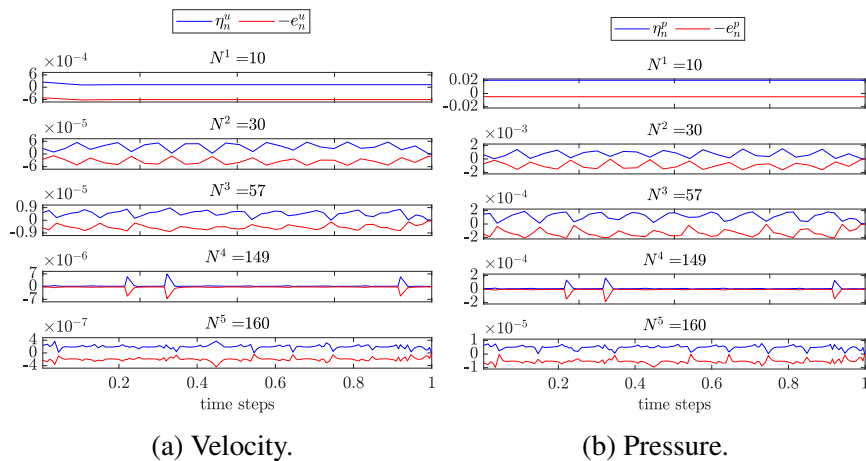 η_n^u −e_n^u
×10^−4 N^1 =10
6
0
-6
×10^−5 N^2 =30
6
0
-6
×10^−5 N^3 =57
0.9
0
-0.9
×10^−6 N^4 =149
7
0
-7
×10^−7 N^5 =160
4
0
-4
0.2 0.4 0.6 0.8 1
time steps
(a) Velocity.
η_n^p −e_n^p
N^1 =10
0.02
0
-0.02
×10^−3 N^2 =30
2
0
-2
×10^−4 N^3 =57
2
0
-2
×10^−4 N^4 =149
2
0
-2
×10^−5 N^5 =160
1
0
-1
0.2 0.4 0.6 0.8 1
time steps
(b) Pressure.